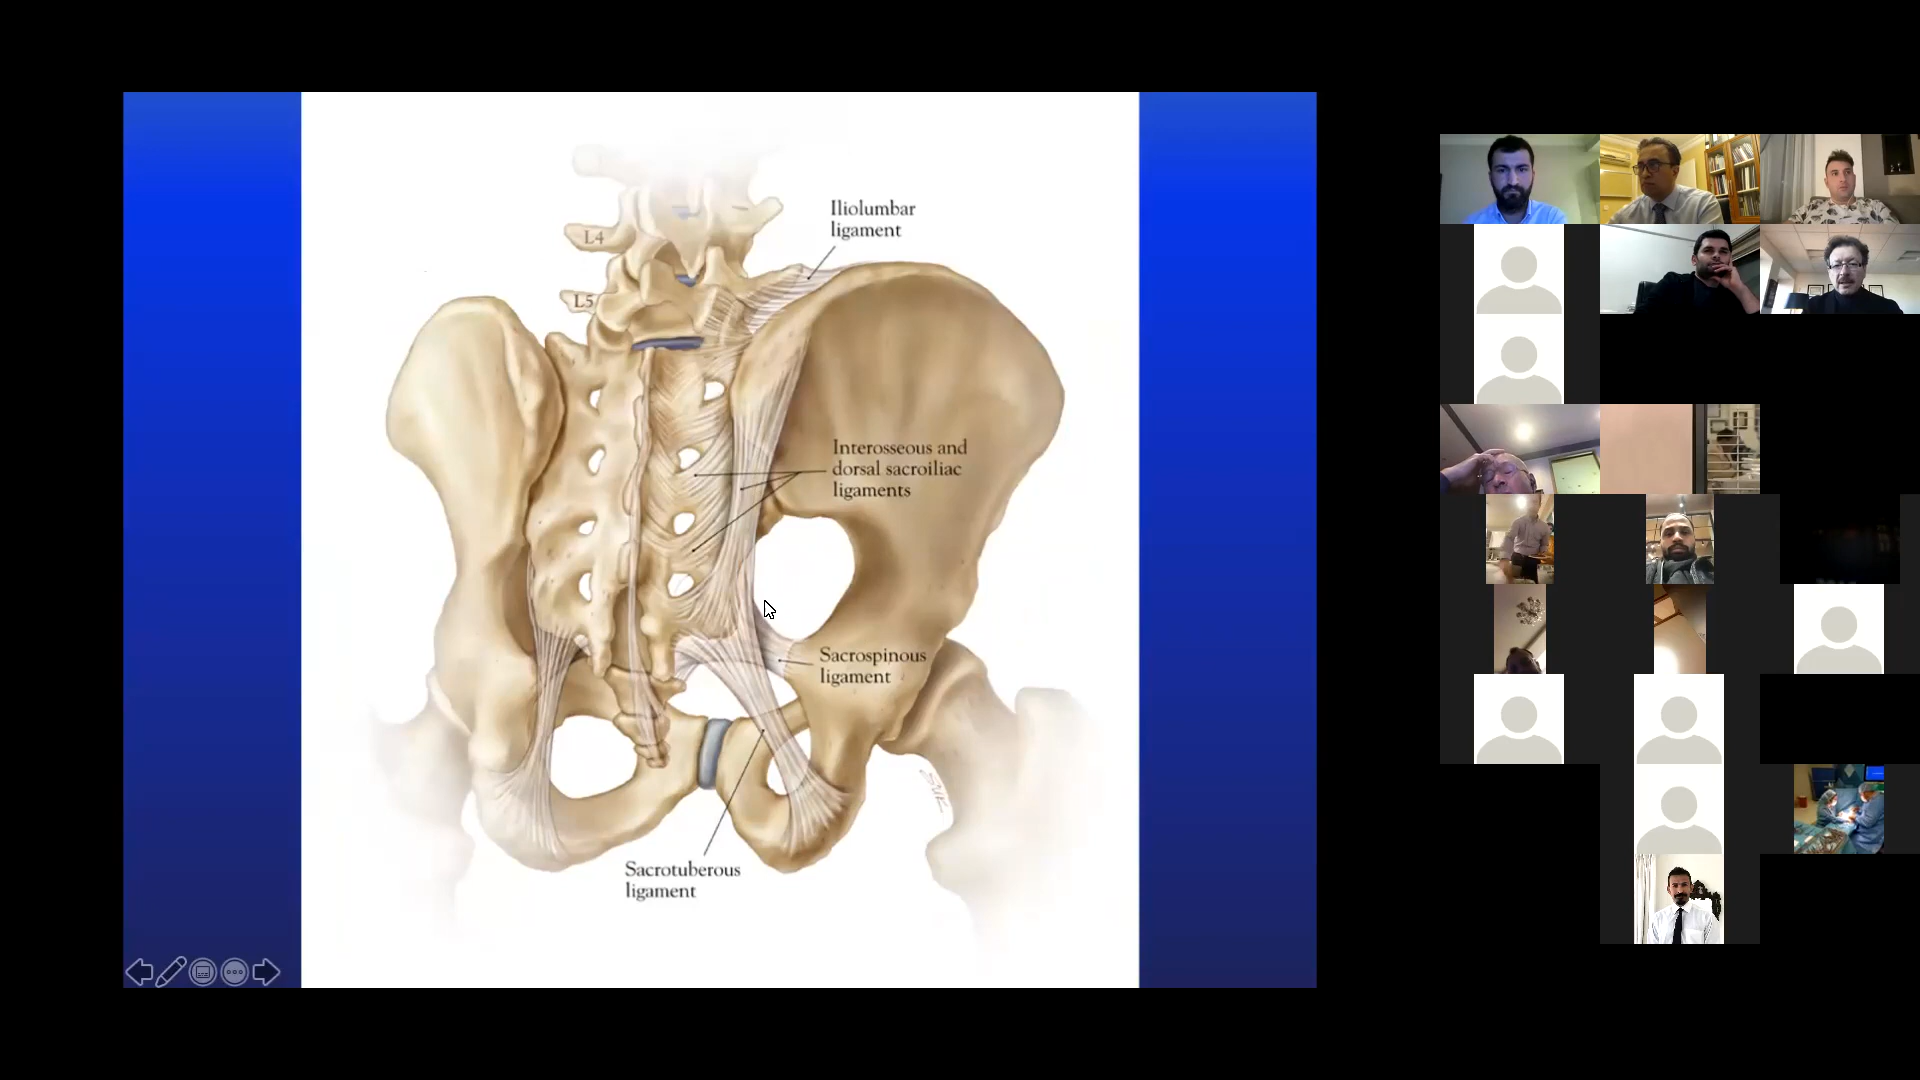 Iliolumbar
ligament
L4
L5
Interosseous and
dorsal sacroiliac
ligaments
Sacrospinous
ligament
Sacrotuberous
ligament